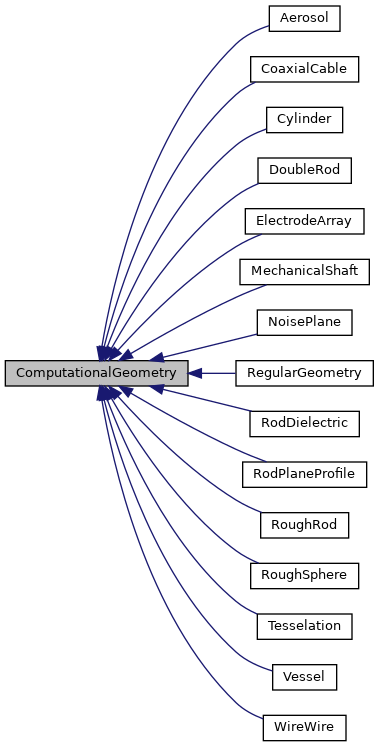 Aerosol
CoaxialCable
Cylinder
DoubleRod
ElectrodeArray
MechanicalShaft
NoisePlane
ComputationalGeometry
RegularGeometry
RodDielectric
RodPlaneProfile
RoughRod
RoughSphere
Tesselation
Vessel
WireWire